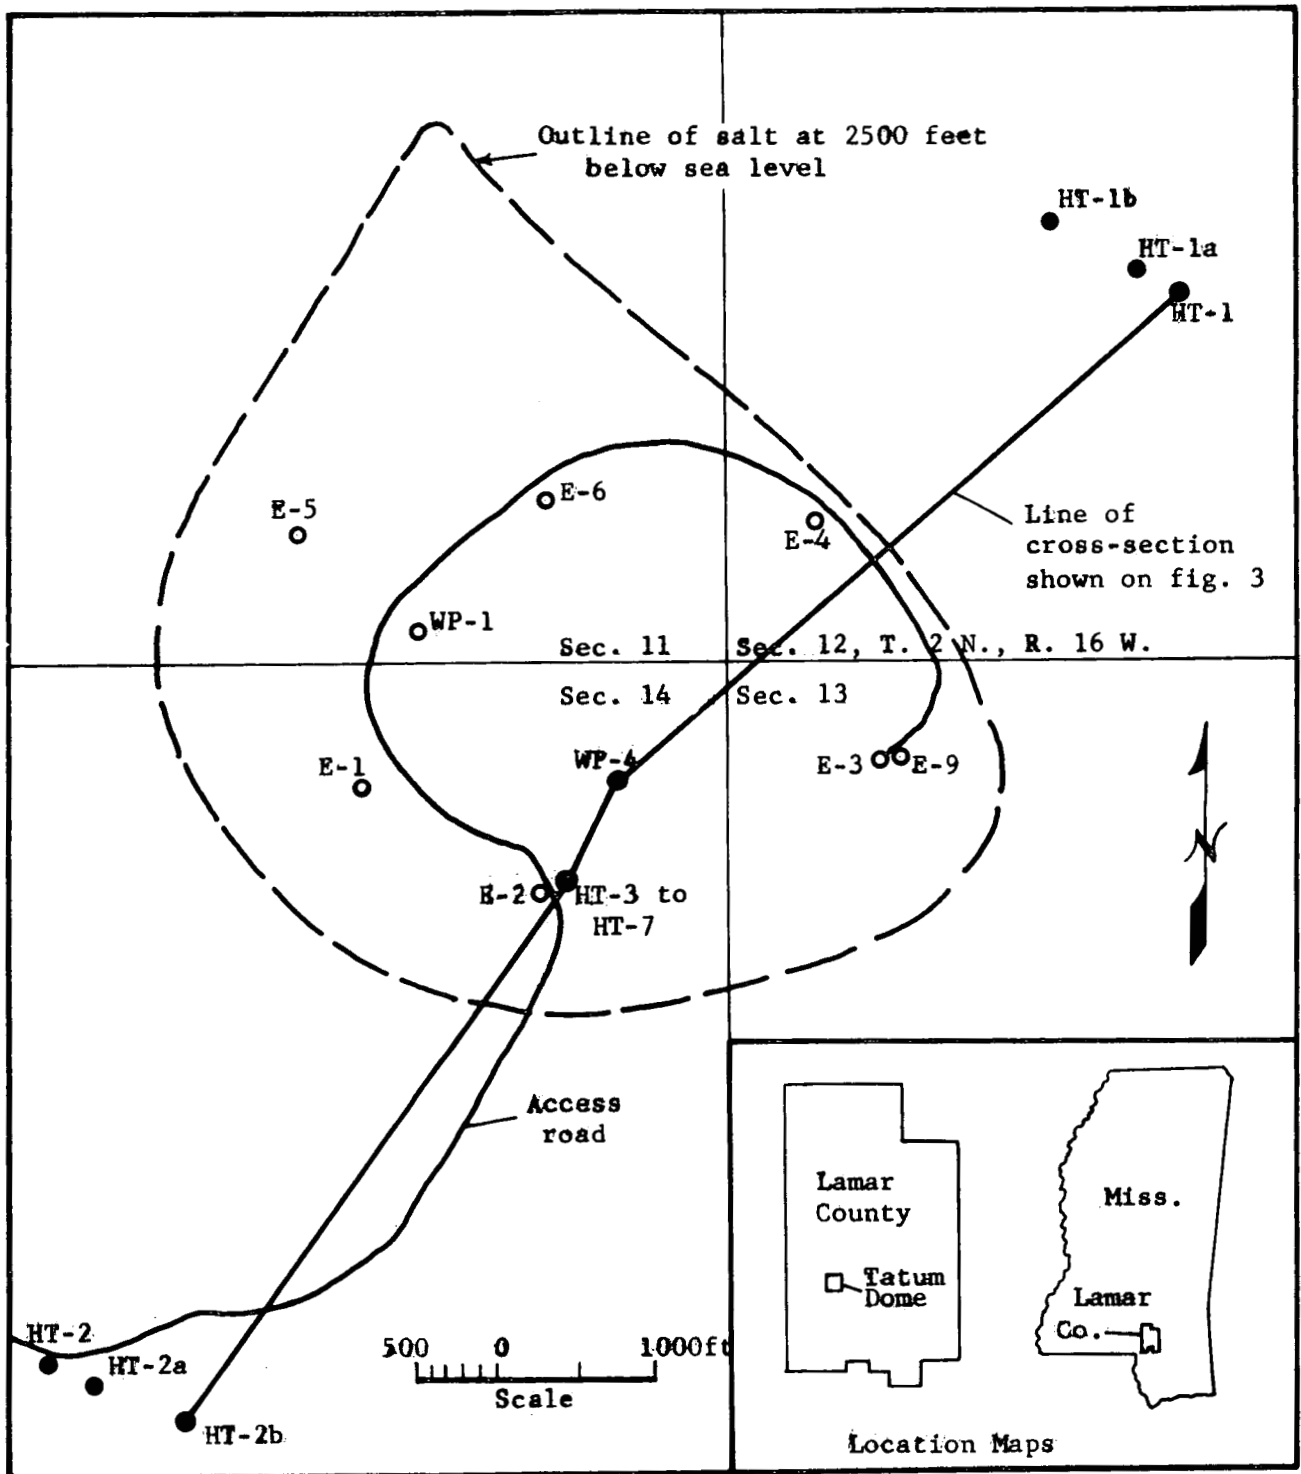 Outline of salt at 2500 feet
below sea level
HT-1b
HT-1a
HT-1
E-6
E-5
E-4
Line of
cross-section
shown on fig. 3
WP-1
Sec. 11
Sec. 12, T. 2 N., R. 16 W.
Sec. 14
Sec. 13
WP-4
E-1
E-3
E-9
E-2
HT-3 to
HT-7
N
Access
road
Lamar
County
Miss.
Tatum
Dome
Lamar
Co.
HT-2
HT-2a
500 0 1000ft
Scale
HT-2b
Location Maps